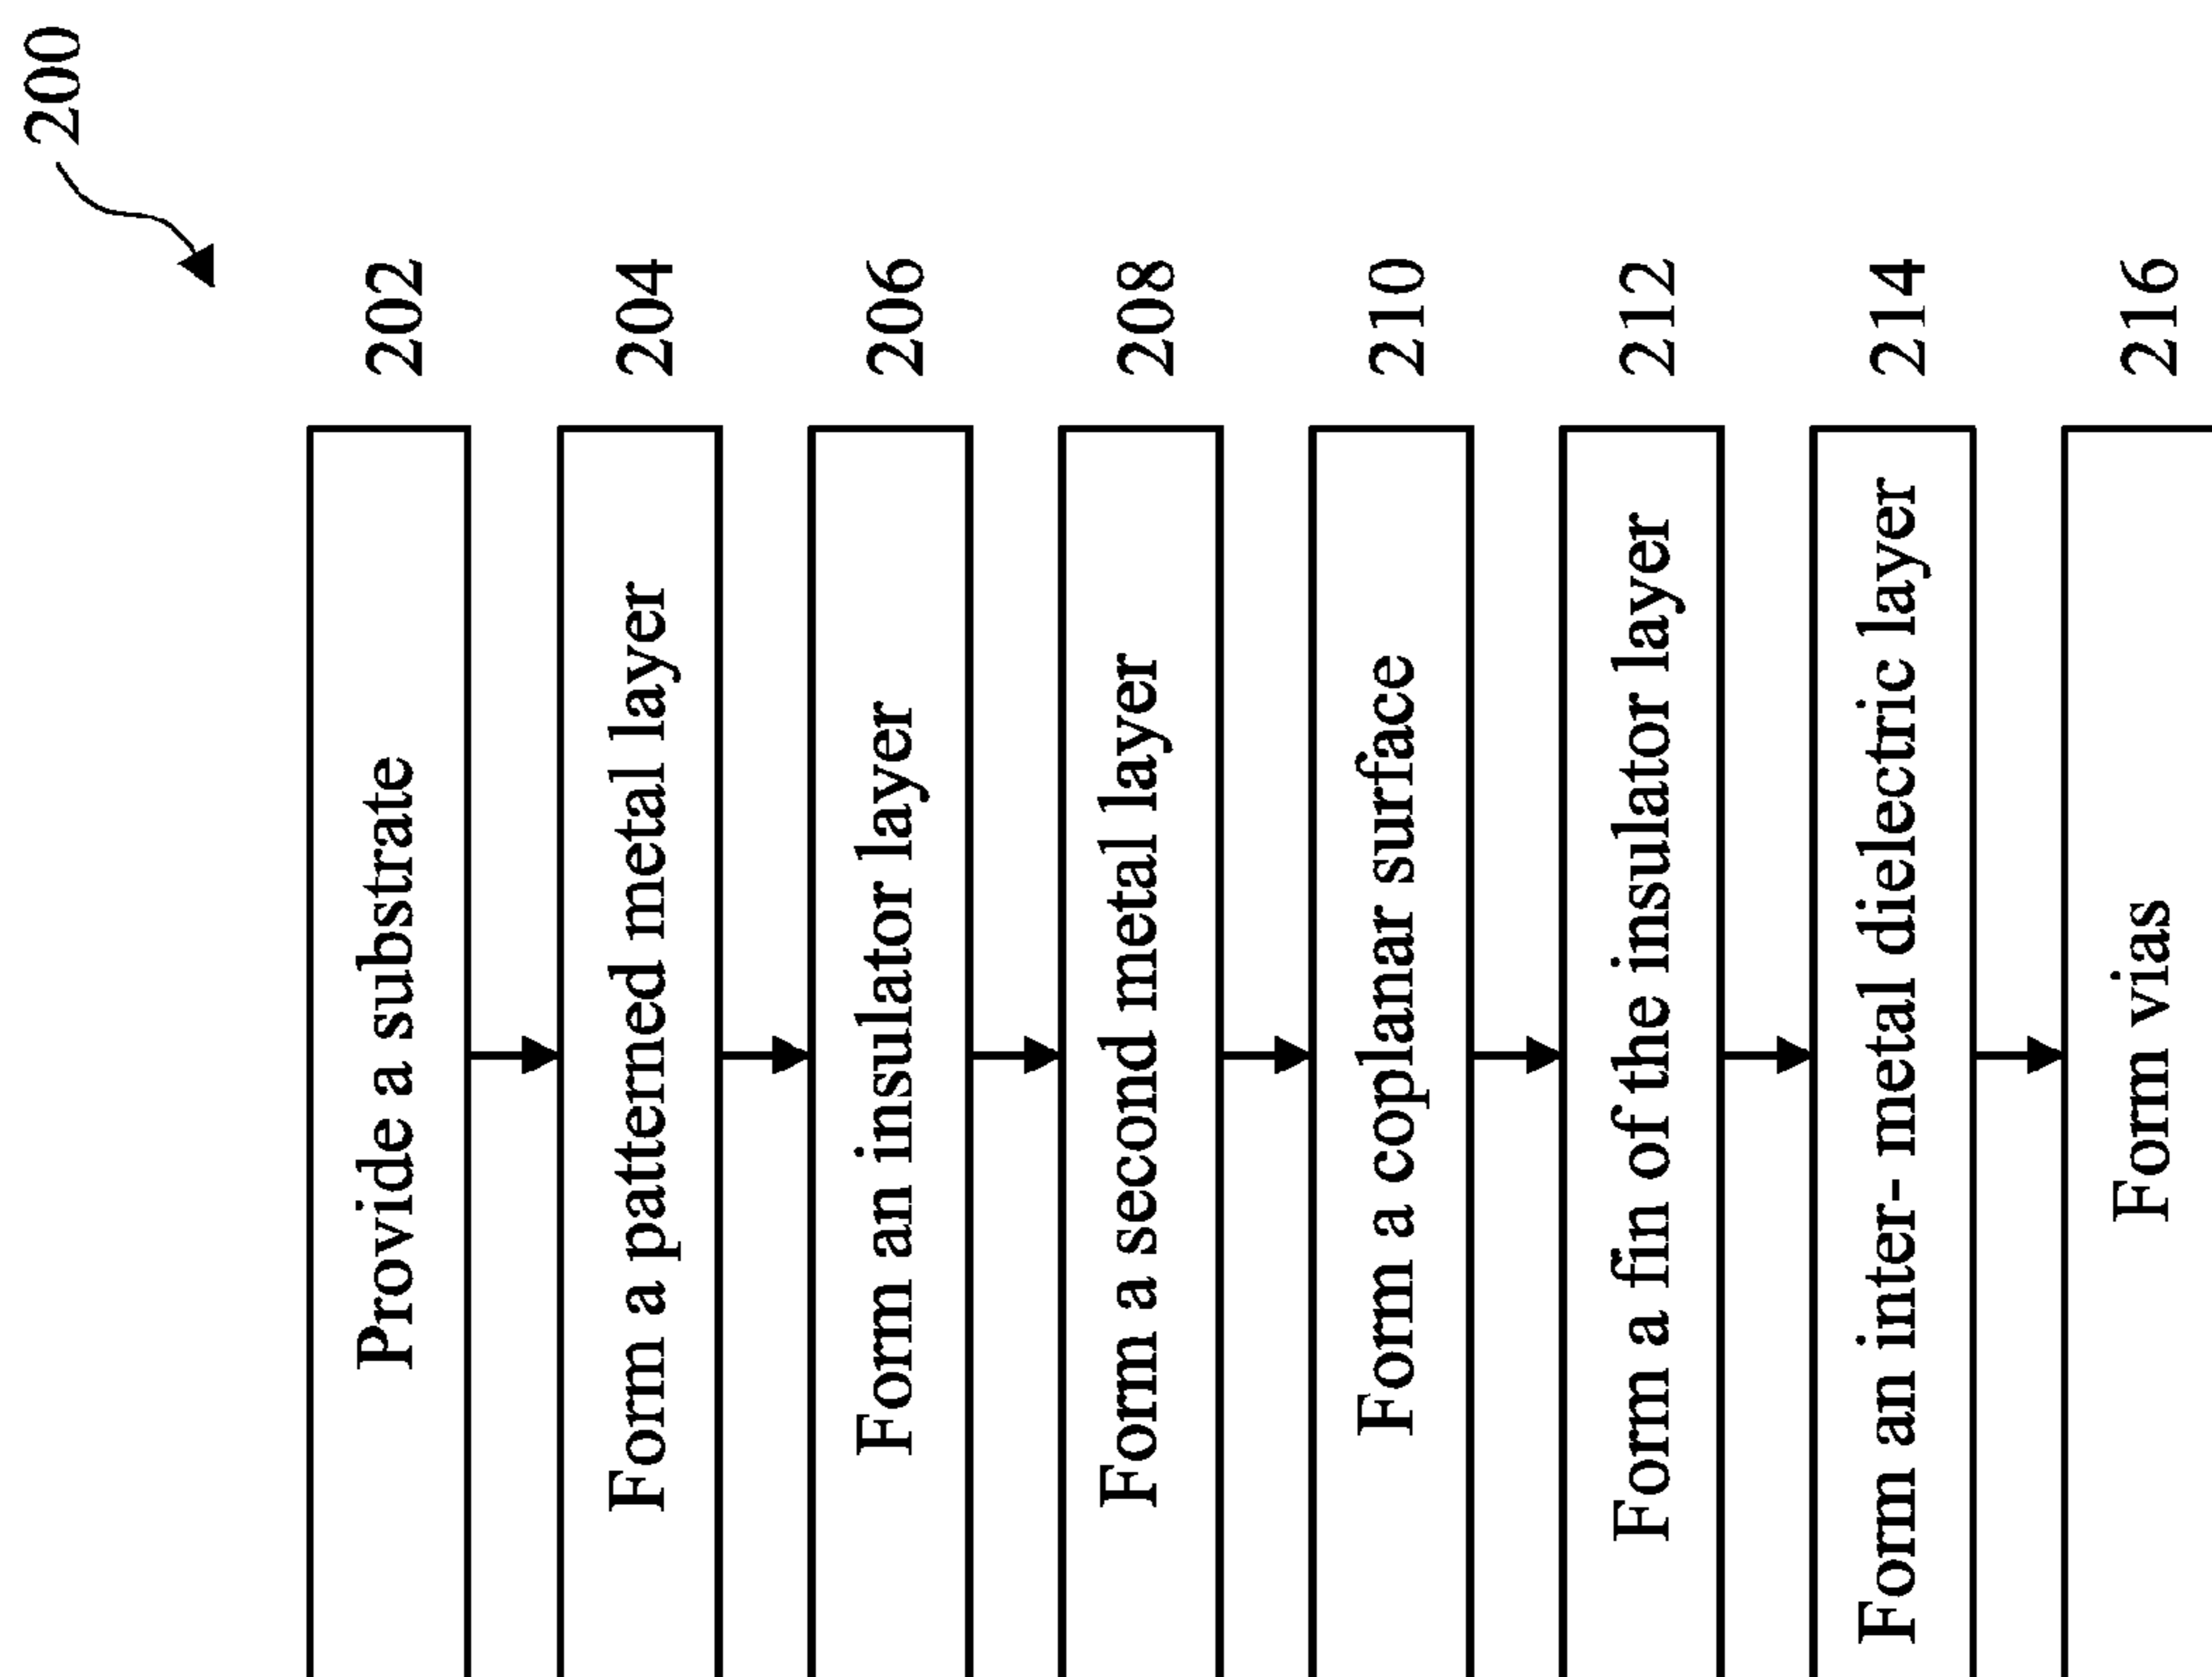 200
Provide a substrate 202
Form a patterned metal layer 204
Form an insulator layer 206
Form a second metal layer 208
Form a coplanar surface 210
Form a fin of the insulator layer 212
Form an inter- metal dielectric layer 214
Form vias 216